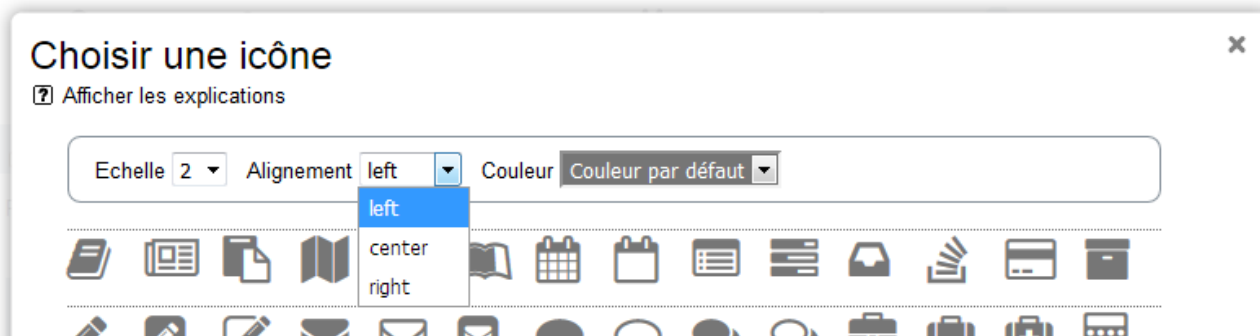 Choisir une icône
Afficher les explications
Echelle 2 Alignement left Couleur Couleur par défaut
left
center
right